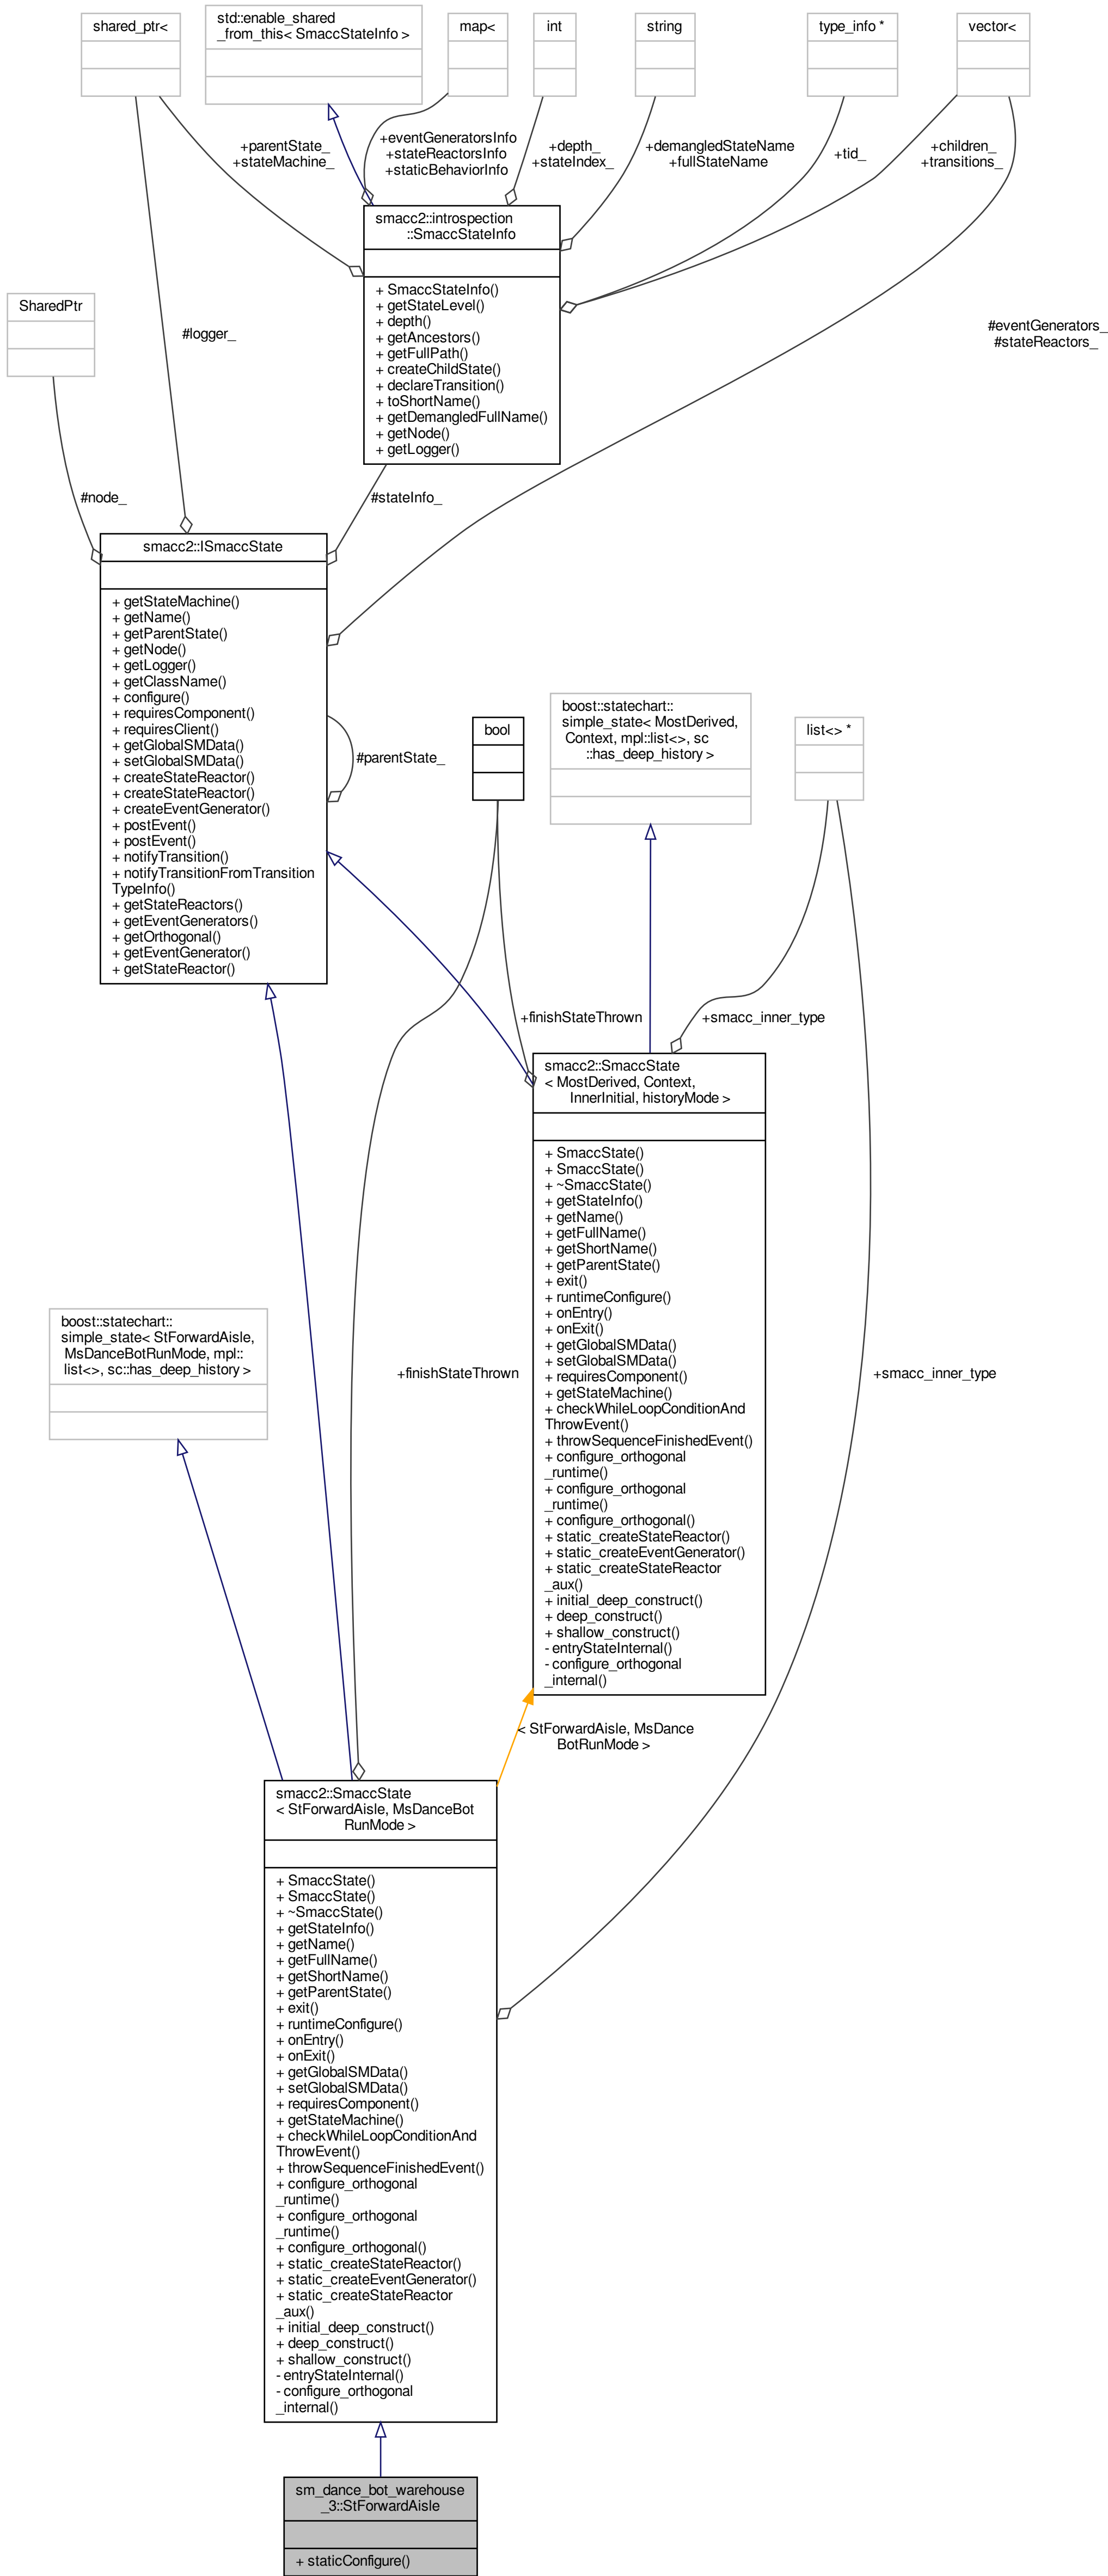 shared_ptr<
std::enable_shared
_from_this< SmaccStateInfo >
map<
int
string
type_info *
vector<
+parentState_
+stateMachine_
+eventGeneratorsInfo
+stateReactorsInfo
+staticBehaviorInfo
+depth_
+stateIndex_
+demangledStateName
+fullStateName
+tid_
+children_
+transitions_
smacc2::introspection
::SmaccStateInfo
+ SmaccStateInfo()
+ getStateLevel()
+ depth()
+ getAncestors()
+ getFullPath()
+ createChildState()
+ declareTransition()
+ toShortName()
+ getDemangledFullName()
+ getNode()
+ getLogger()
SharedPtr
#logger_
#eventGenerators_
#stateReactors_
#node_
#stateInfo_
smacc2::ISmaccState
+ getStateMachine()
+ getName()
+ getParentState()
+ getNode()
+ getLogger()
+ getClassName()
+ configure()
+ requiresComponent()
+ requiresClient()
+ getGlobalSMData()
+ setGlobalSMData()
+ createStateReactor()
+ createStateReactor()
+ createEventGenerator()
+ postEvent()
+ postEvent()
+ notifyTransition()
+ notifyTransitionFromTransition
TypeInfo()
+ getStateReactors()
+ getEventGenerators()
+ getOrthogonal()
+ getEventGenerator()
+ getStateReactor()
#parentState_
bool
boost::statechart::
simple_state< MostDerived,
Context, mpl::list<>, sc
::has_deep_history >
list<> *
+finishStateThrown
+smacc_inner_type
smacc2::SmaccState
< MostDerived, Context,
InnerInitial, historyMode >
+ SmaccState()
+ SmaccState()
+ ~SmaccState()
+ getStateInfo()
+ getName()
+ getFullName()
+ getShortName()
+ getParentState()
+ exit()
+ runtimeConfigure()
+ onEntry()
+ onExit()
+ getGlobalSMData()
+ setGlobalSMData()
+ requiresComponent()
+ getStateMachine()
+ checkWhileLoopConditionAnd
ThrowEvent()
+ throwSequenceFinishedEvent()
+ configure_orthogonal
_runtime()
+ configure_orthogonal
_runtime()
+ configure_orthogonal()
+ static_createStateReactor()
+ static_createEventGenerator()
+ static_createStateReactor
_aux()
+ initial_deep_construct()
+ deep_construct()
+ shallow_construct()
- entryStateInternal()
- configure_orthogonal
_internal()
boost::statechart::
simple_state< StForwardAisle,
MsDanceBotRunMode, mpl::
list<>, sc::has_deep_history >
+finishStateThrown
+smacc_inner_type
< StForwardAisle, MsDance
BotRunMode >
smacc2::SmaccState
< StForwardAisle, MsDanceBot
RunMode >
+ SmaccState()
+ SmaccState()
+ ~SmaccState()
+ getStateInfo()
+ getName()
+ getFullName()
+ getShortName()
+ getParentState()
+ exit()
+ runtimeConfigure()
+ onEntry()
+ onExit()
+ getGlobalSMData()
+ setGlobalSMData()
+ requiresComponent()
+ getStateMachine()
+ checkWhileLoopConditionAnd
ThrowEvent()
+ throwSequenceFinishedEvent()
+ configure_orthogonal
_runtime()
+ configure_orthogonal
_runtime()
+ configure_orthogonal()
+ static_createStateReactor()
+ static_createEventGenerator()
+ static_createStateReactor
_aux()
+ initial_deep_construct()
+ deep_construct()
+ shallow_construct()
- entryStateInternal()
- configure_orthogonal
_internal()
sm_dance_bot_warehouse
_3::StForwardAisle
+ staticConfigure()